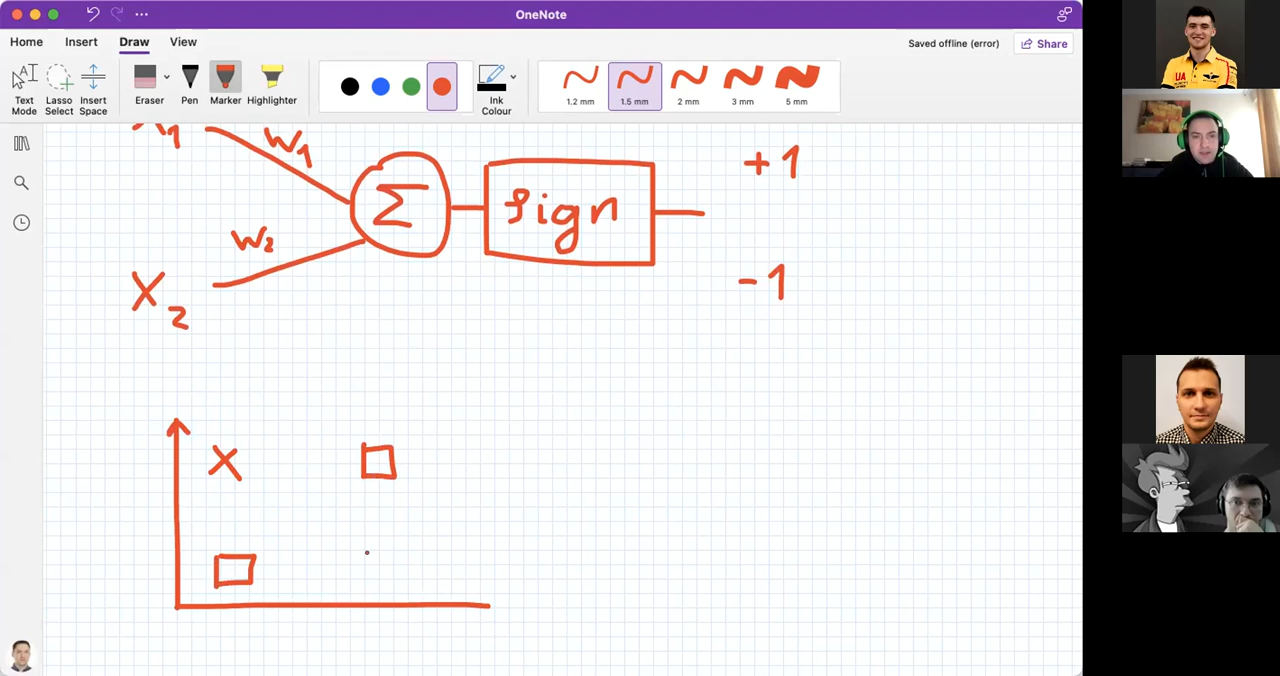 OneNote
Home Insert Draw View
Saved offline (error) Share
Text Mode
Lasso Select
Insert Space
Eraser
Pen
Marker
Highlighter
Ink Colour
1.2 mm
1.5 mm
2 mm
3 mm
5 mm
X1 W1
Σ
Sign
+1
-1
W2
X2
X
UA